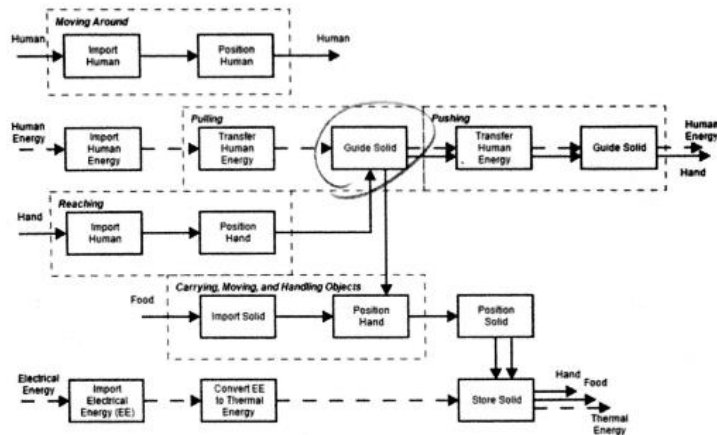 Moving Around
Human
Import
Human
Position
Human
Human
Pulling
Pushing
Human
Energy
Import
Human
Energy
Transfer
Human
Energy
Guide Solid
Transfer
Human
Energy
Guide Solid
Human
Energy
Hand
Reaching
Hand
Import
Human
Position
Hand
Carrying, Moving, and Handling Objects
Food
Import Solid
Position
Hand
Position
Solid
Electrical
Energy
Import
Electrical
Energy (EE)
Convert EE
to Thermal
Energy
Store Solid
Hand
Food
Thermal
Energy